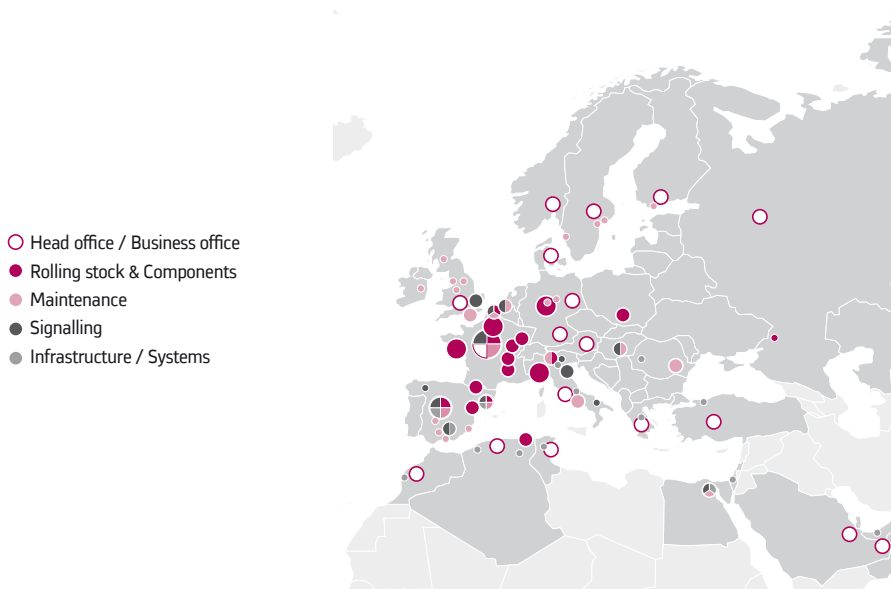 Head office / Business office
Rolling stock & Components
Maintenance
Signalling
Infrastructure / Systems